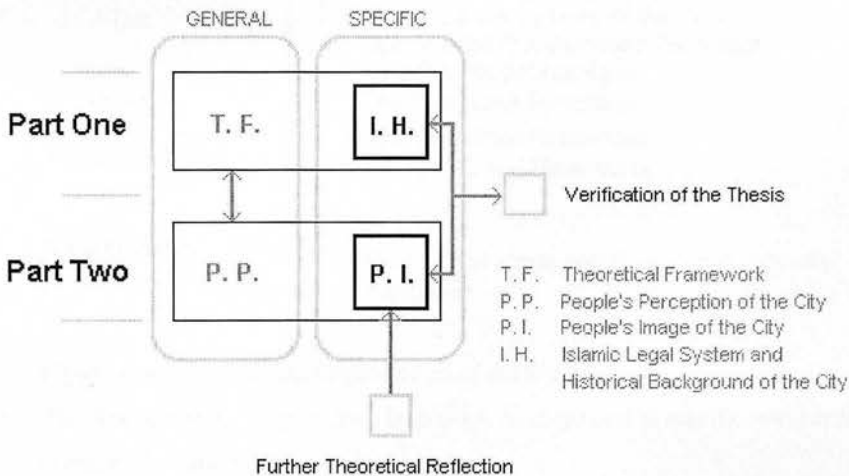 GENERAL SPECIFIC
Part One T. F. I. H.
Verification of the Thesis
Part Two P. P. P. I.
T. F. Theoretical Framework
P. P. People's Perception of the City
P. I. People's Image of the City
I. H. Islamic Legal System and
Historical Background of the City
Further Theoretical Reflection